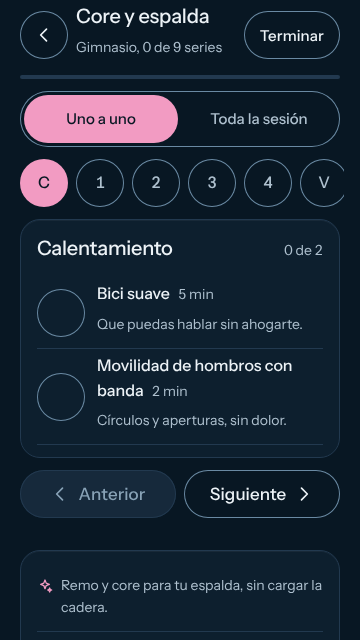 Core y espalda
Gimnasio, 0 de 9 series
Terminar
Uno a uno
Toda la sesión
C
1
2
3
4
V
Calentamiento
0 de 2
Bici suave 5 min
Que puedas hablar sin ahogarte.
Movilidad de hombros con
banda 2 min
Círculos y aperturas, sin dolor.
Anterior
Siguiente
Remo y core para tu espalda, sin cargar la
cadera.